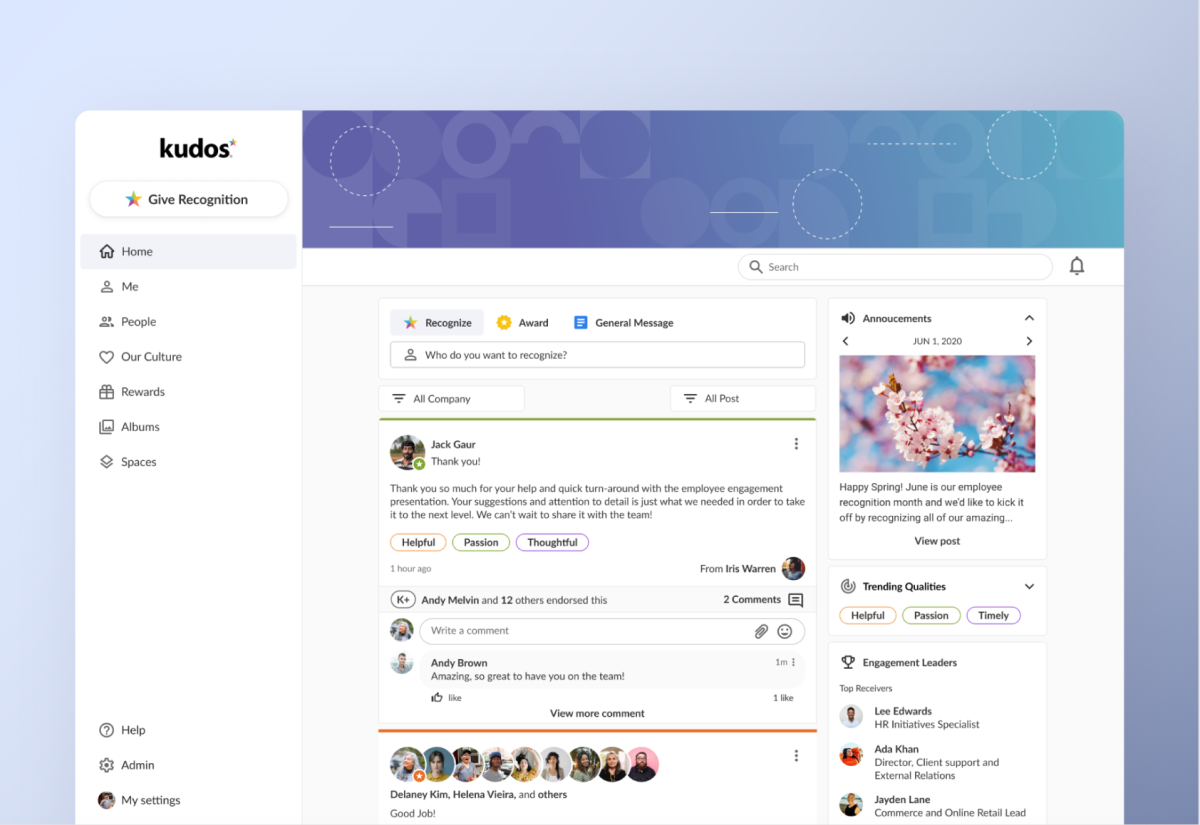 kudos
Give Recognition
Home
Me
People
Our Culture
Rewards
Albums
Spaces
Help
Admin
My settings
Search
Recognize
Award
General Message
Who do you want to recognize?
All Company
All Post
Jack Gaur
Thank you!
Thank you so much for your help and quick turn-around with the employee engagement
presentation. Your suggestions and attention to detail is just what we needed in order to take
it to the next level. We can't wait to share it with the team!
Helpful
Passion
Thoughtful
1 hour ago
From Iris Warren
K+ Andy Melvin and 12 others endorsed this
2 Comments
Write a comment
Andy Brown
1m
Amazing, so great to have you on the team!
like
1 like
View more comment
Delaney Kim, Helena Vieira, and others
Good Job!
Annoucements
JUN 1, 2020
Happy Spring! June is our employee
recognition month and we'd like to kick it
off by recognizing all of our amazing...
View post
Trending Qualities
Helpful
Passion
Timely
Engagement Leaders
Top Receivers
Lee Edwards
HR Initiatives Specialist
Ada Khan
Director, Client support and
External Relations
Jayden Lane
Commerce and Online Retail Lead